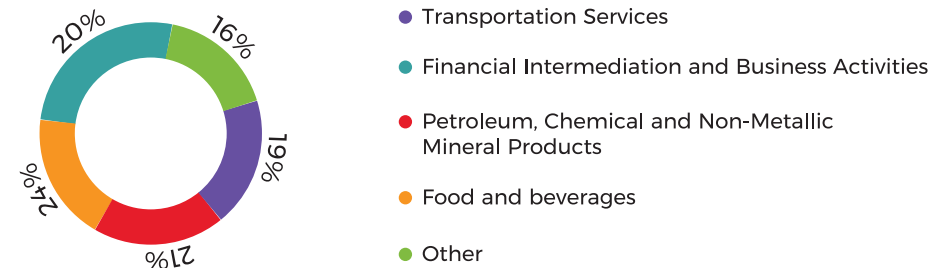 20%
16%
19%
21%
24%
Transportation Services
Financial Intermediation and Business Activities
Petroleum, Chemical and Non-Metallic
Mineral Products
Food and beverages
Other